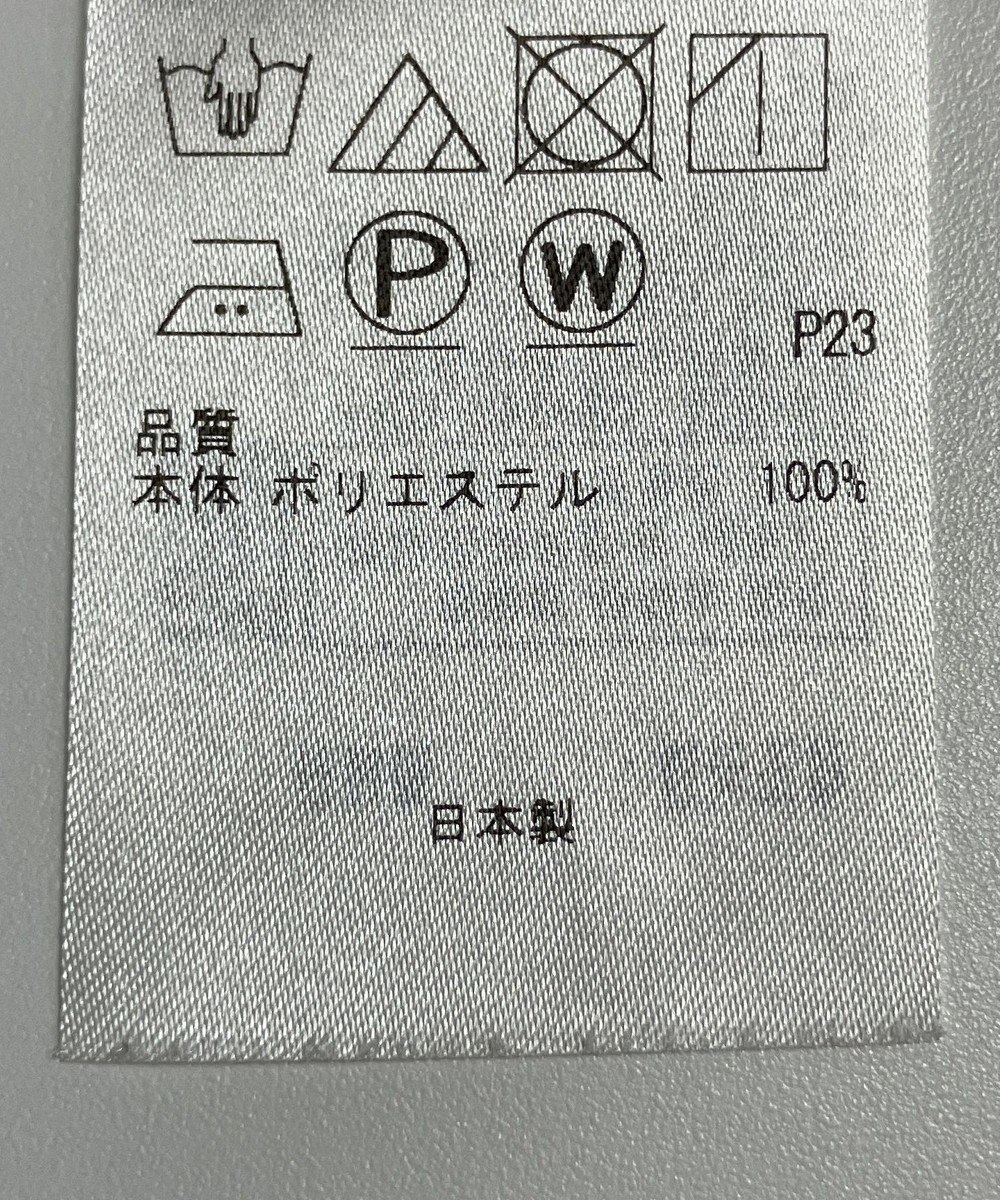 P W
P23
品質
本体 ポリエステル 100%
日本製